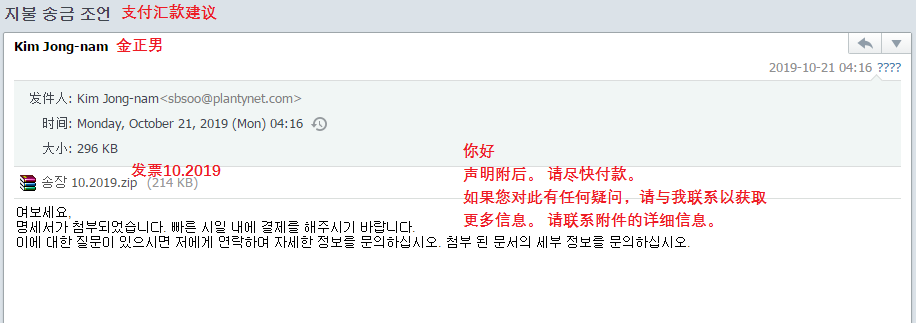 지불 송금 조언 支付汇款建议
Kim Jong-nam 金正男
2019-10-21 04:16 ????
发件人: Kim Jong-nam<sbsoo@plantynet.com>
时间: Monday, October 21, 2019 (Mon) 04:16
大小: 296 KB
发票10.2019
송장 10.2019.zip (214 KB)
你好
声明附后。 请尽快付款。
如果您对此有任何疑问，请与我联系以获取
更多信息。 请联系附件的详细信息。
여보세요,
명세서가 첨부되었습니다. 빠른 시일 내에 결제를 해주시기 바랍니다.
이에 대한 질문이 있으시면 저에게 연락하여 자세한 정보를 문의하십시오. 첨부 된 문서의 세부 정보를 문의하십시오.